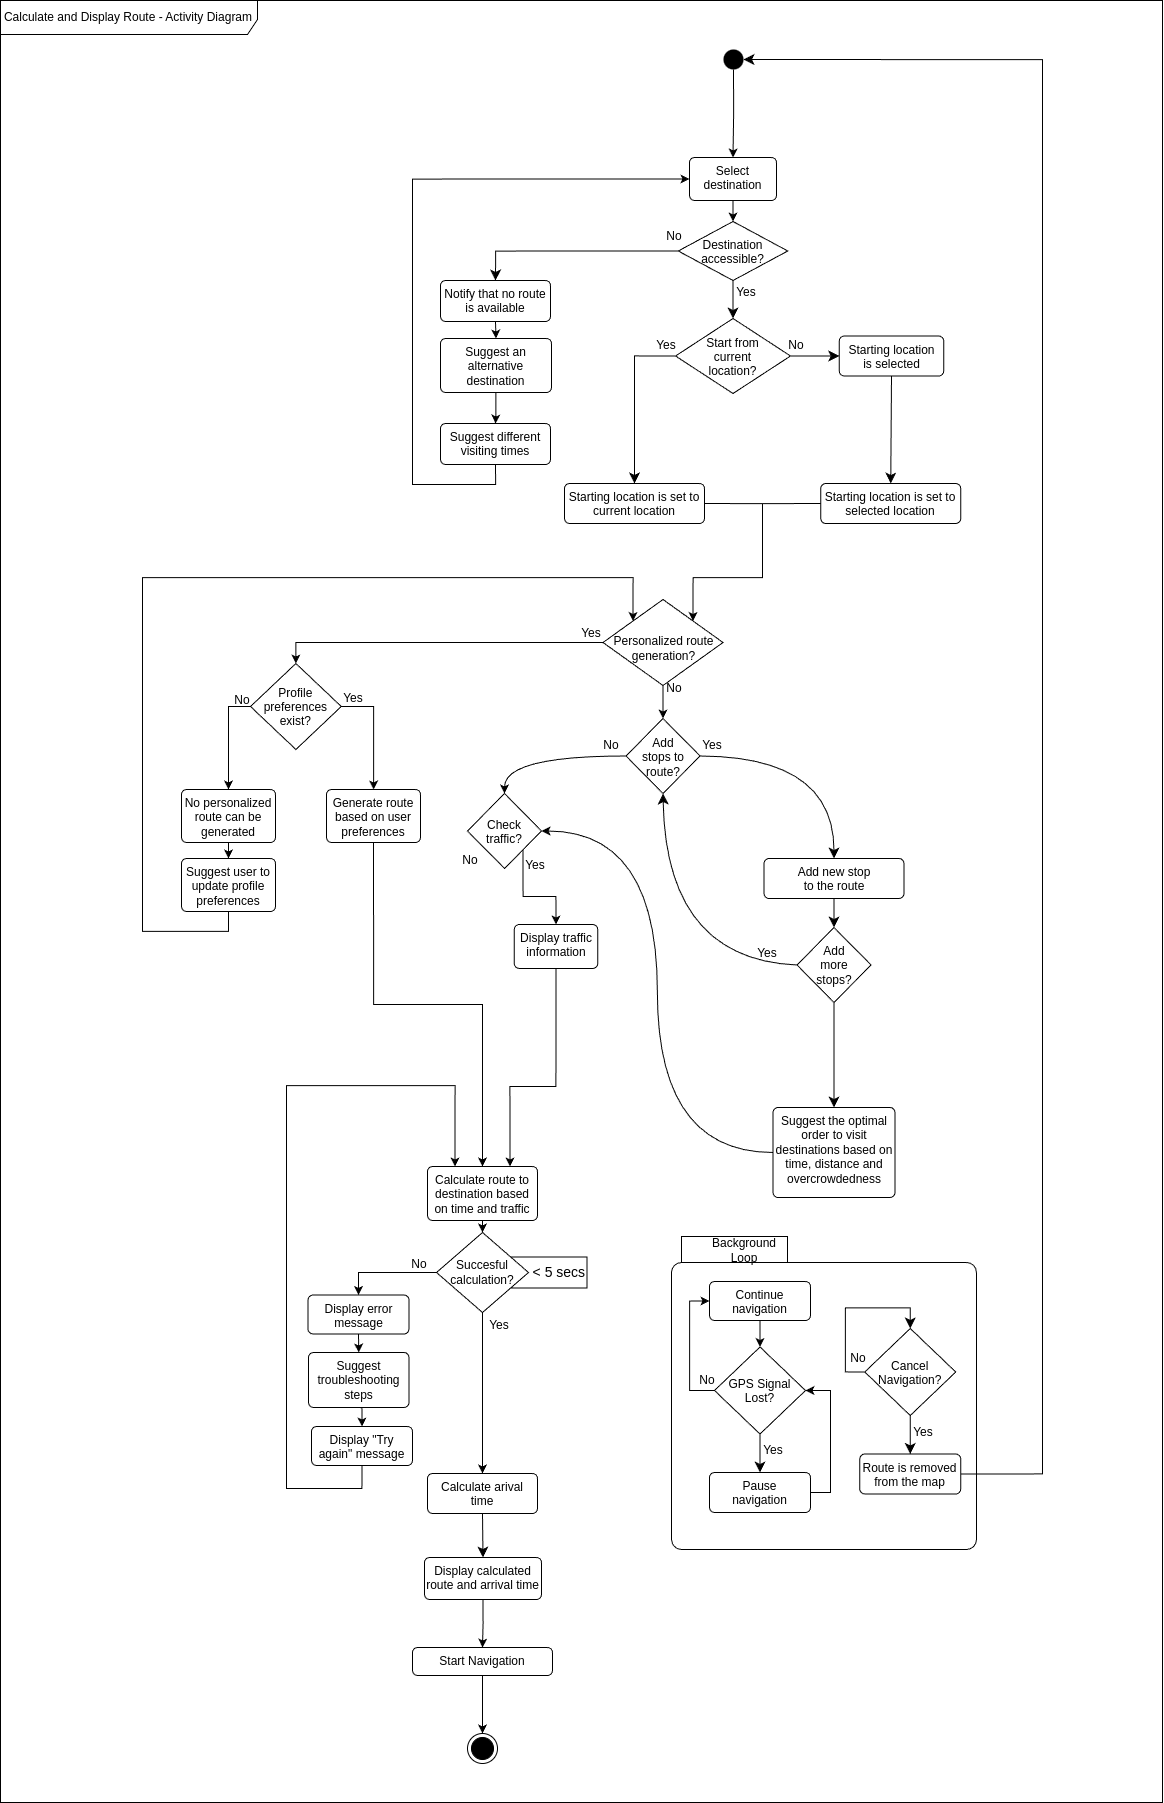 Calculate and Display Route - Activity Diagram
Select
destination
No
Destination
accessible?
Yes
Notify that no route
is available
Suggest an
alternative
destination
Suggest different
visiting times
Yes
Start from
current
location?
No
Starting location
is selected
Starting location is set to
current location
Starting location is set to
selected location
Yes
Personalized route
generation?
No
No
Profile
preferences
exist?
Yes
No personalized
route can be
generated
Suggest user to
update profile
preferences
Generate route
based on user
preferences
No
Add
stops to
route?
Yes
Check
traffic?
No
Yes
Display traffic
information
Add new stop
to the route
Yes
Add
more
stops?
Suggest the optimal
order to visit
destinations based on
time, distance and
overcrowdedness
Calculate route to
destination based
on time and traffic
No
Succesful
calculation?
< 5 secs
Yes
Display error
message
Suggest
troubleshooting
steps
Display "Try
again" message
Calculate arival
time
Display calculated
route and arrival time
Start Navigation
Background
Loop
Continue
navigation
No
GPS Signal
Lost?
Yes
Pause
navigation
No
Cancel
Navigation?
Yes
Route is removed
from the map